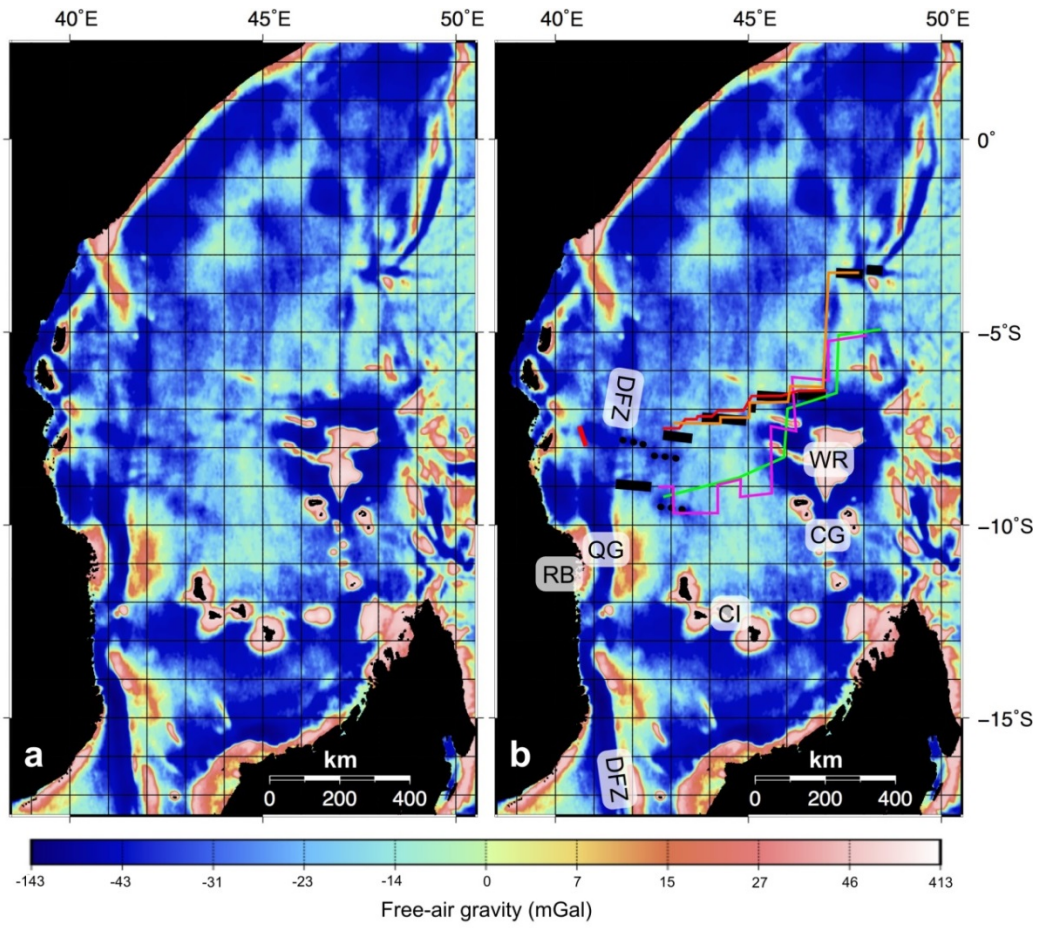 40°E 45°E 50°E 40°E 45°E 50°E
0°
-5°S
DFZ
WR
-10°S
CG
QG
RB
CI
-15°S
a km b DFZ km
0 200 400 0 200 400
-143 -43 -31 -23 -14 0 7 15 27 46 413
Free-air gravity (mGal)